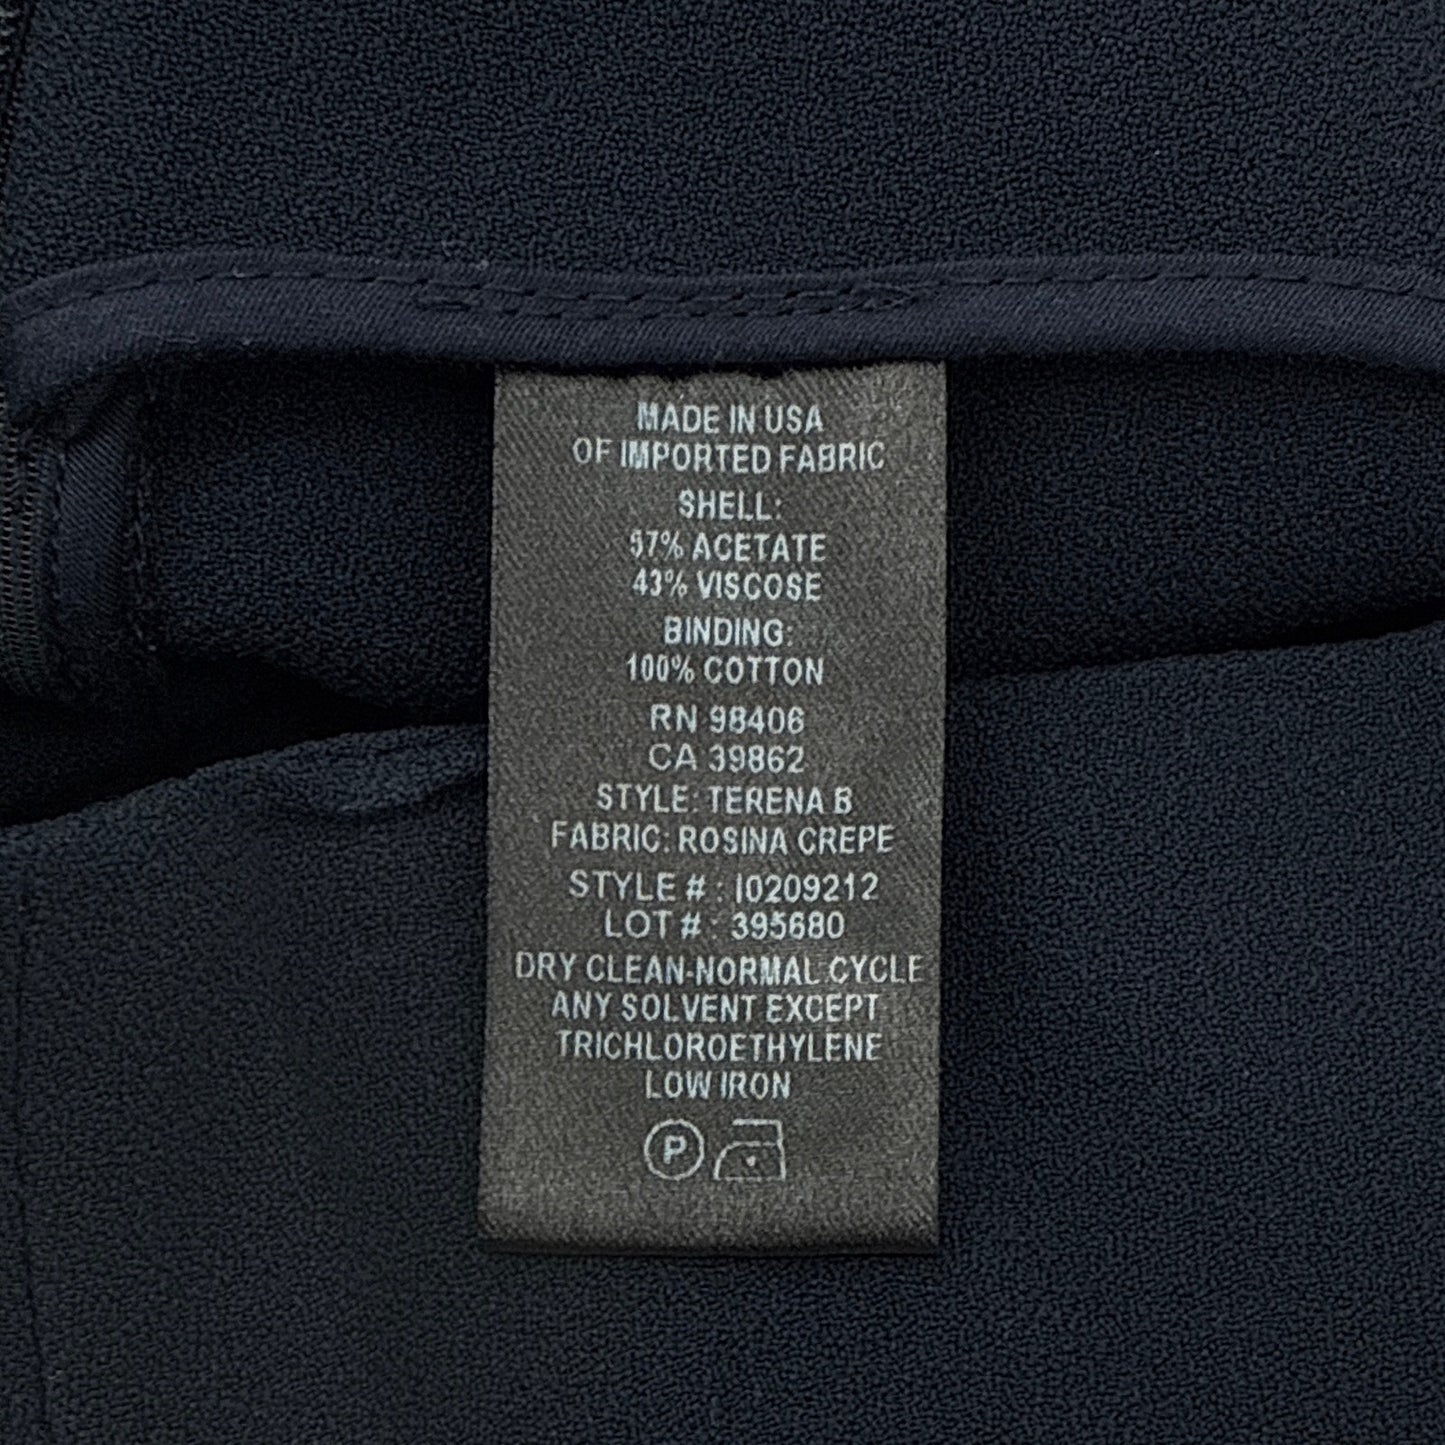 MADE IN USA
OF IMPORTED FABRIC
SHELL:
57% ACETATE
43% VISCOSE
BINDING:
100% COTTON
RN 98406
CA 39862
STYLE: TERENA B
FABRIC: ROSINA CREPE
STYLE # : I0209212
LOT # : 395680
DRY CLEAN-NORMAL CYCLE
ANY SOLVENT EXCEPT
TRICHLOROETHYLENE
LOW IRON
P